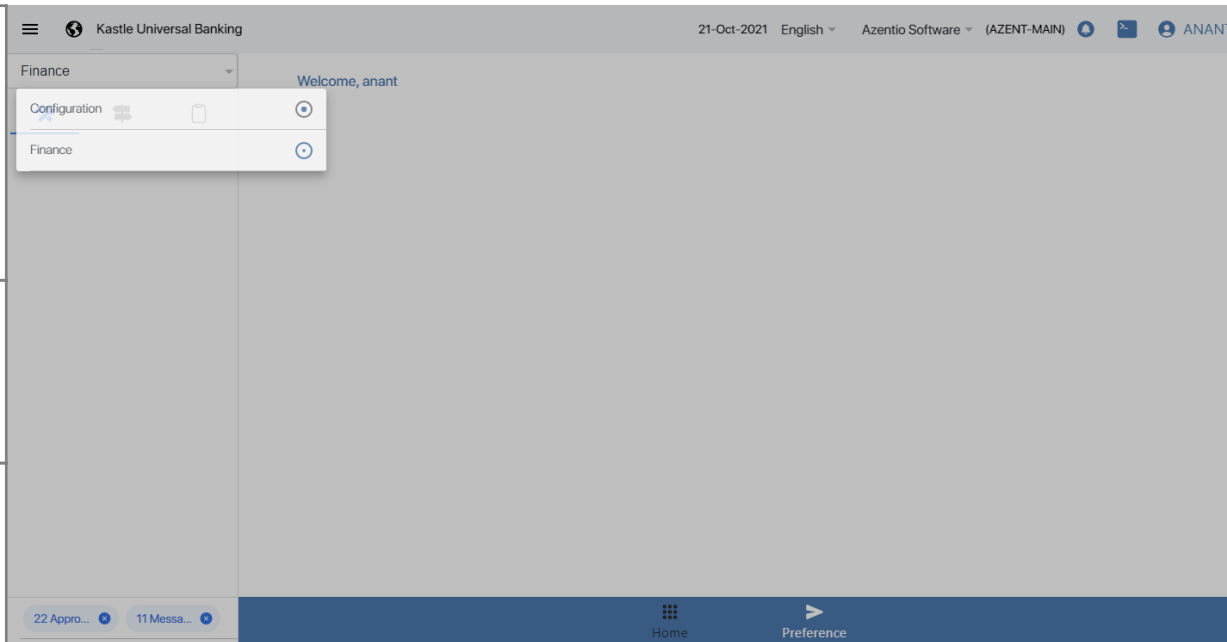 Kastle Universal Banking
21-Oct-2021 English Azentio Software (AZENT-MAIN) ANANT
Finance
Welcome, anant
Configuration
Finance
22 Appro... 11 Messa...
Home Preference